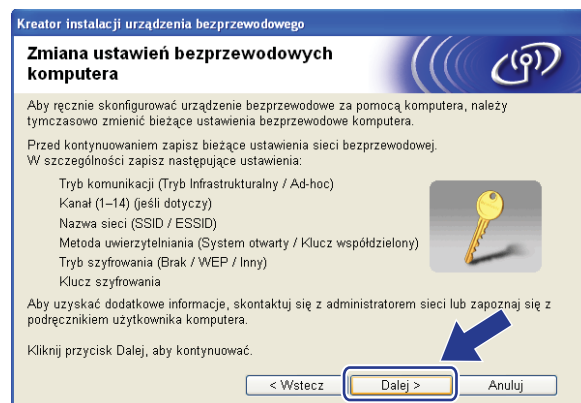 Kreator instalacji urządzenia bezprzewodowego
Zmiana ustawień bezprzewodowych
komputera
Aby ręcznie skonfigurować urządzenie bezprzewodowe za pomocą komputera, należy
tymczasowo zmienić bieżące ustawienia bezprzewodowe komputera.
Przed kontynuowaniem zapisz bieżące ustawienia sieci bezprzewodowej.
W szczególności zapisz następujące ustawienia:
Tryb komunikacji (Tryb Infrastrukturalny / Ad-hoc)
Kanał (1–14) (jeśli dotyczy)
Nazwa sieci (SSID / ESSID)
Metoda uwierzytelniania (System otwarty / Klucz współdzielony)
Tryb szyfrowania (Brak / WEP / Inny)
Klucz szyfrowania
Aby uzyskać dodatkowe informacje, skontaktuj się z administratorem sieci lub zapoznaj się z
podręcznikiem użytkownika komputera.
Kliknij przycisk Dalej, aby kontynuować.
< Wstecz Dalej > Anuluj